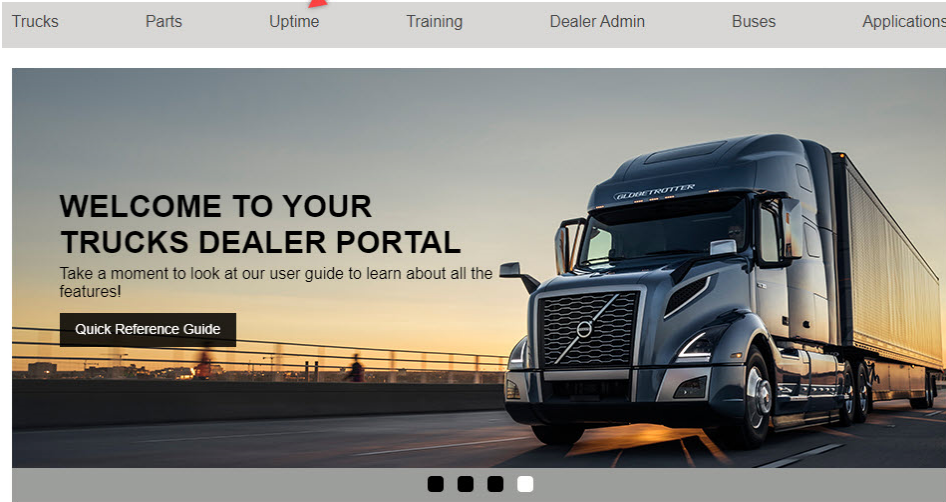 Trucks Parts Uptime Training Dealer Admin Buses Applications
GLOBETROTTER
WELCOME TO YOUR
TRUCKS DEALER PORTAL
Take a moment to look at our user guide to learn about all the
features!
Quick Reference Guide